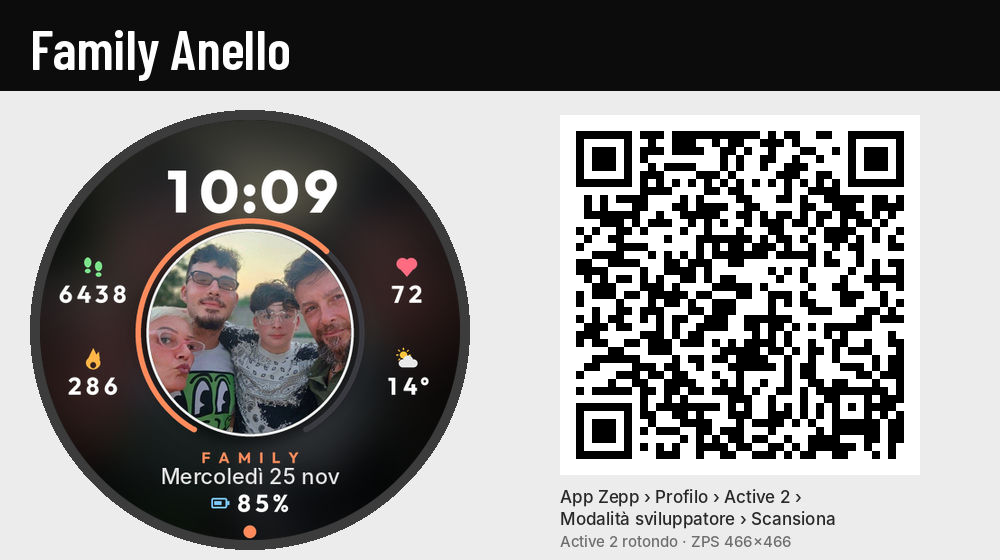 Family Anello
10:09
6438
72
286
14°
FAMILY
Mercoledì 25 nov
85%
App Zepp › Profilo › Active 2 ›
Modalità sviluppatore › Scansiona
Active 2 rotondo · ZPS 466×466